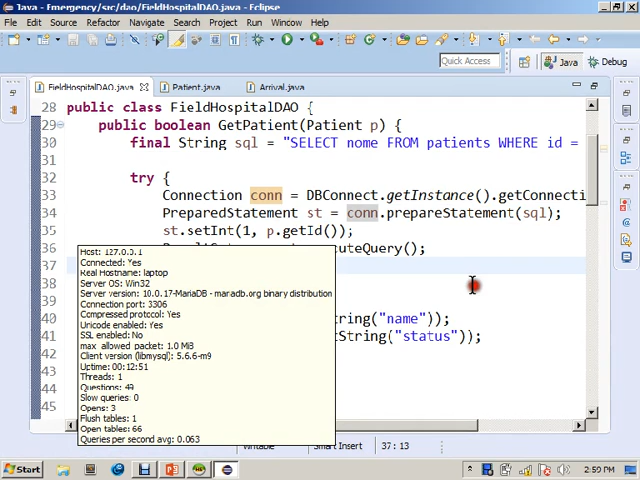 Java - Emergency/src/dao/FieldHospitalDAO.java - Eclipse
File Edit Source Refactor Navigate Search Project Run Window Help
Quick Access Java Debug
FieldHospitalDAO.java Patient.java Arrival.java
28 public class FieldHospitalDAO {
29 public boolean GetPatient(Patient p) {
30 final String sql = "SELECT nome FROM patients WHERE id =
31
32 try {
33 Connection conn = DBConnect.getInstance().getConnecti
34 PreparedStatement st = conn.prepareStatement(sql);
35 st.setInt(1, p.getId());
36 executeQuery();
37
38
39
40 ring("name"));
41 tString("status"));
42
43
44
45
Host: 127.0.0.1
Connected: Yes
Real Hostname: laptop
Server OS: Win32
Server version: 10.0.17-MariaDB - mariadb.org binary distribution
Connection port: 3306
Compressed protocol: Yes
Unicode enabled: Yes
SSL enabled: No
max_allowed_packet: 1.0 MiB
Client version (libmysql): 5.6.6-m9
Uptime: 00:12:51
Threads: 1
Questions: 49
Slow queries: 0
Opens: 3
Flush tables: 1
Open tables: 66
Queries per second avg: 0.063
Writable Smart Insert 37 : 13
Start 2:59 PM